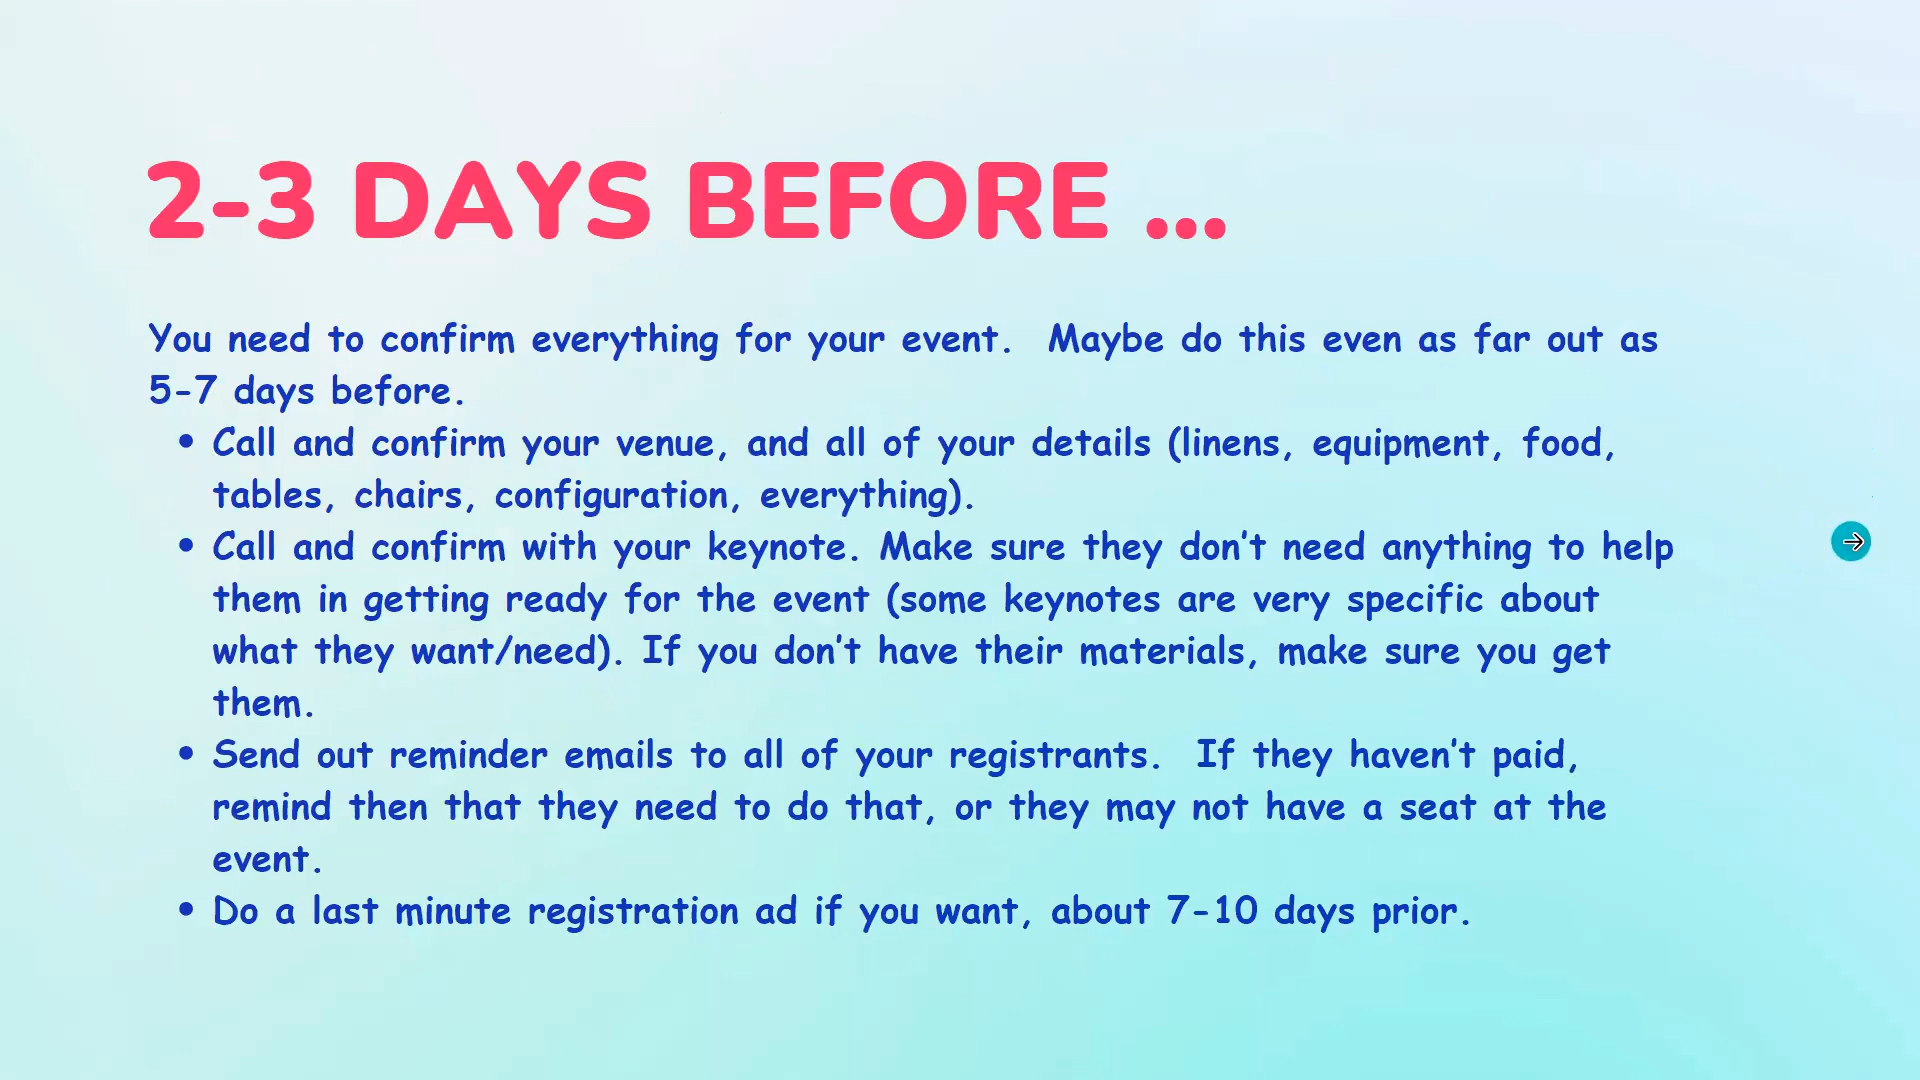 2-3 DAYS BEFORE ...
You need to confirm everything for your event.  Maybe do this even as far out as
5-7 days before.
• Call and confirm your venue, and all of your details (linens, equipment, food,
tables, chairs, configuration, everything).
• Call and confirm with your keynote. Make sure they don't need anything to help
them in getting ready for the event (some keynotes are very specific about
what they want/need). If you don't have their materials, make sure you get
them.
• Send out reminder emails to all of your registrants.  If they haven't paid,
remind then that they need to do that, or they may not have a seat at the
event.
• Do a last minute registration ad if you want, about 7-10 days prior.